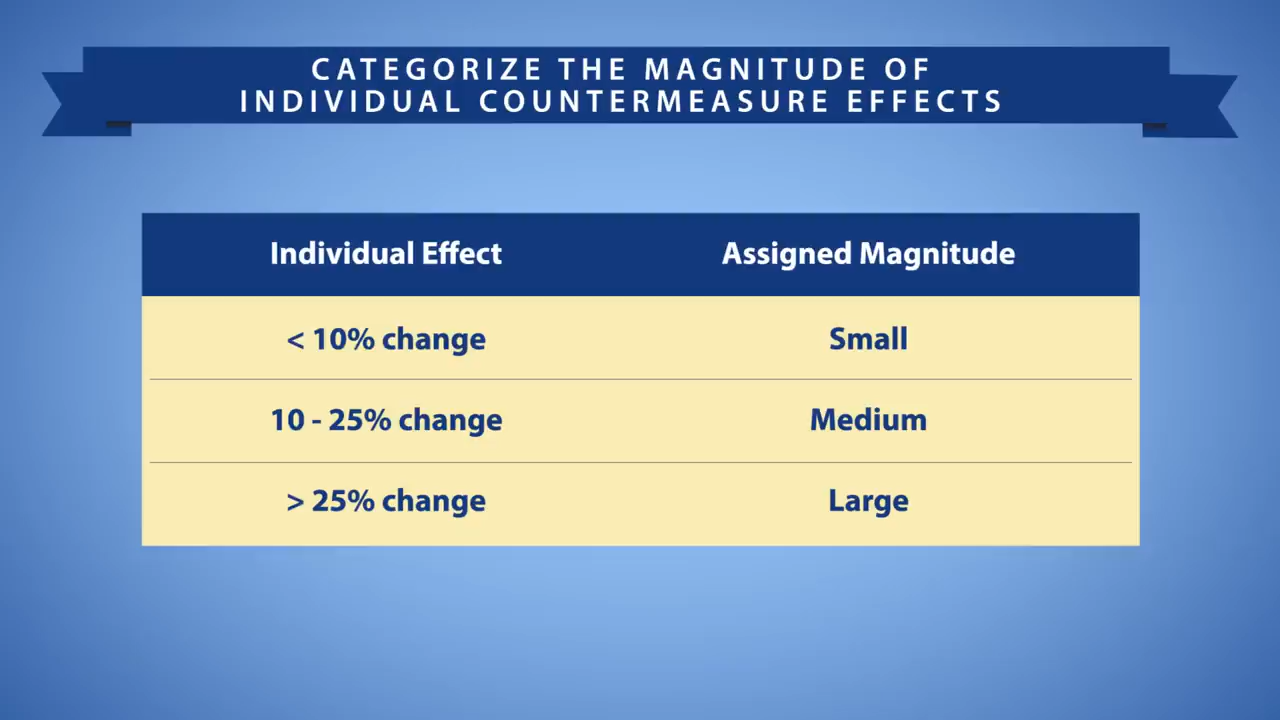 CATEGORIZE THE MAGNITUDE OF
INDIVIDUAL COUNTERMEASURE EFFECTS
Individual Effect Assigned Magnitude
< 10% change Small
10 - 25% change Medium
> 25% change Large